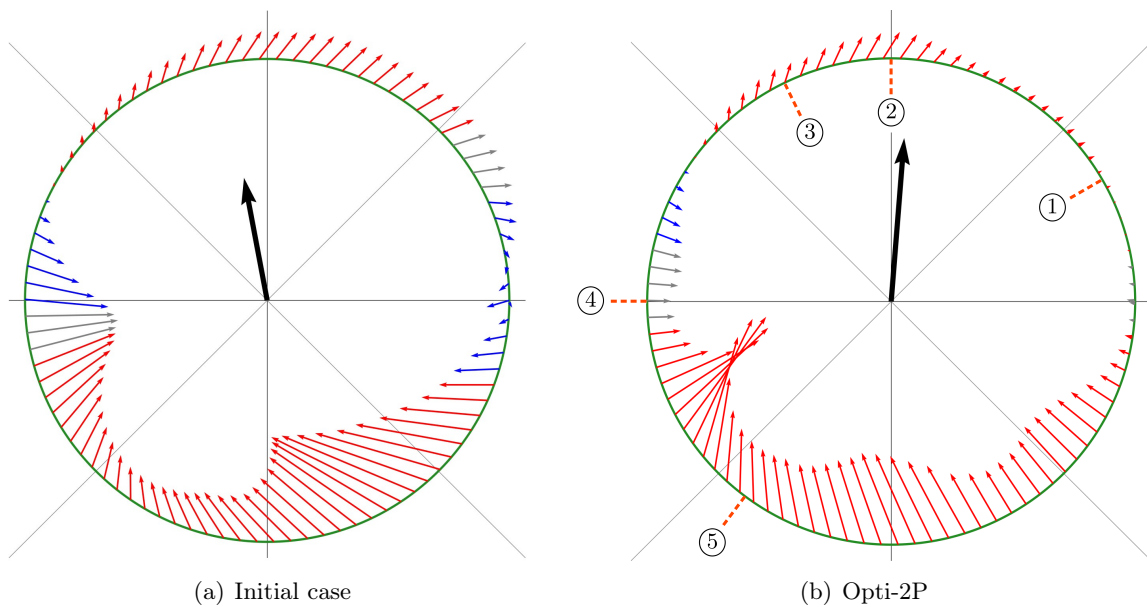 ②
③
①
④
⑤
(a) Initial case
(b) Opti-2P